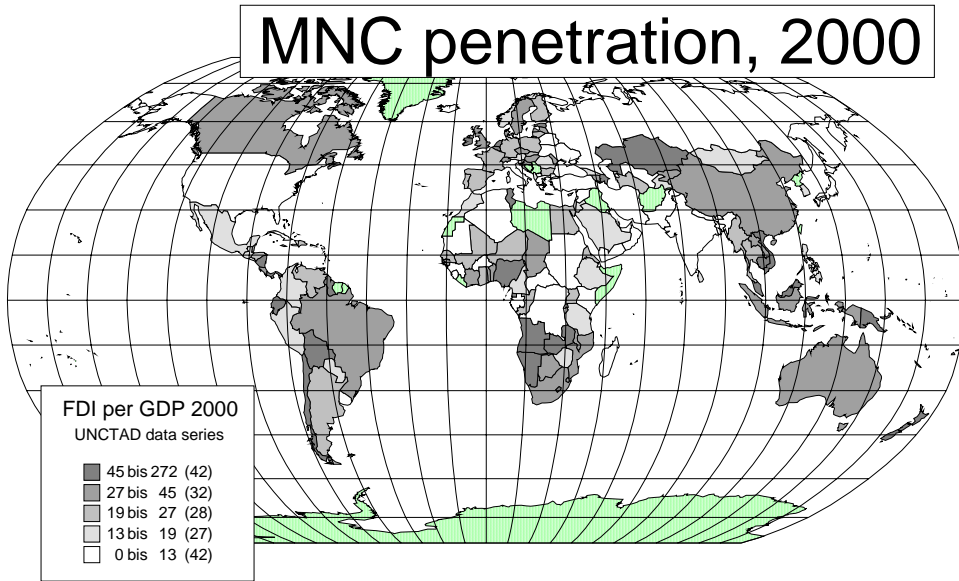 MNC penetration, 2000
FDI per GDP 2000
UNCTAD data series
45 bis 272 (42)
27 bis 45 (32)
19 bis 27 (28)
13 bis 19 (27)
0 bis 13 (42)